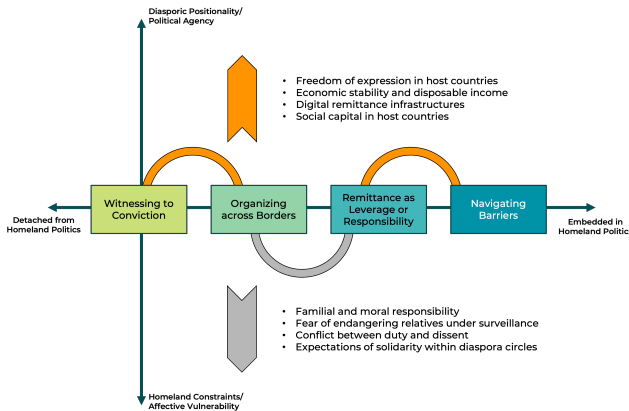 Diasporic Positionality/
Political Agency
• Freedom of expression in host countries
• Economic stability and disposable income
• Digital remittance infrastructures
• Social capital in host countries
Witnessing to
Conviction
Organizing
across Borders
Remittance as
Leverage or
Responsibility
Navigating
Barriers
Detached from
Homeland Politics
Embedded in
Homeland Politic
• Familial and moral responsibility
• Fear of endangering relatives under surveillance
• Conflict between duty and dissent
• Expectations of solidarity within diaspora circles
Homeland Constraints/
Affective Vulnerability